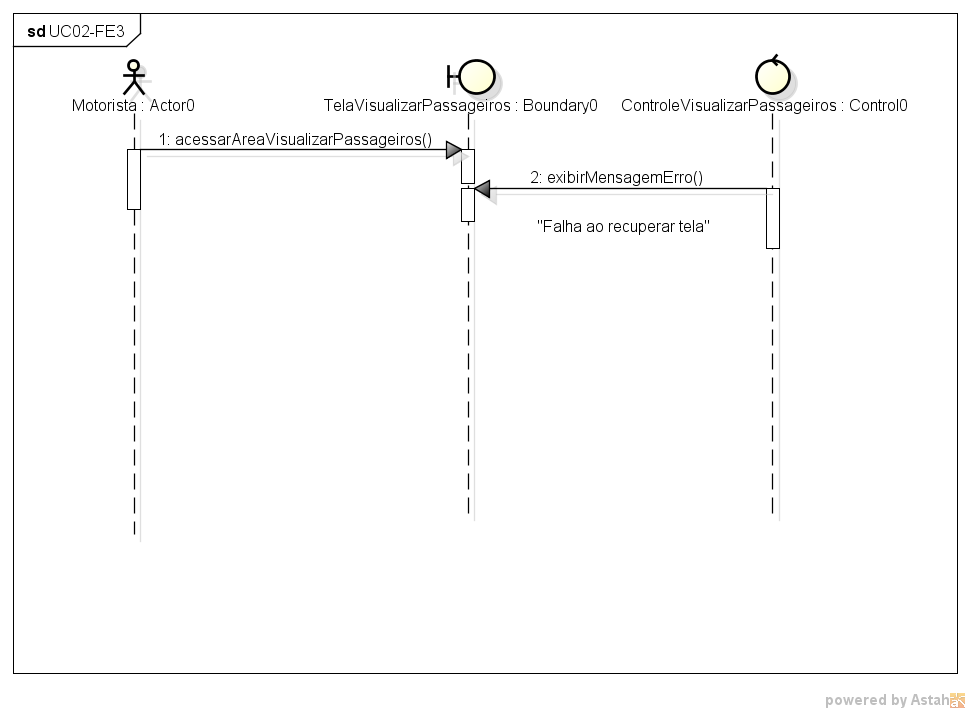 sd UC02-FE3
Motorista : Actor0
TelaVisualizarPassageiros : Boundary0
ControleVisualizarPassageiros : Control0
1: acessarAreaVisualizarPassageiros()
2: exibirMensagemErro()
"Falha ao recuperar tela"
powered by Astah